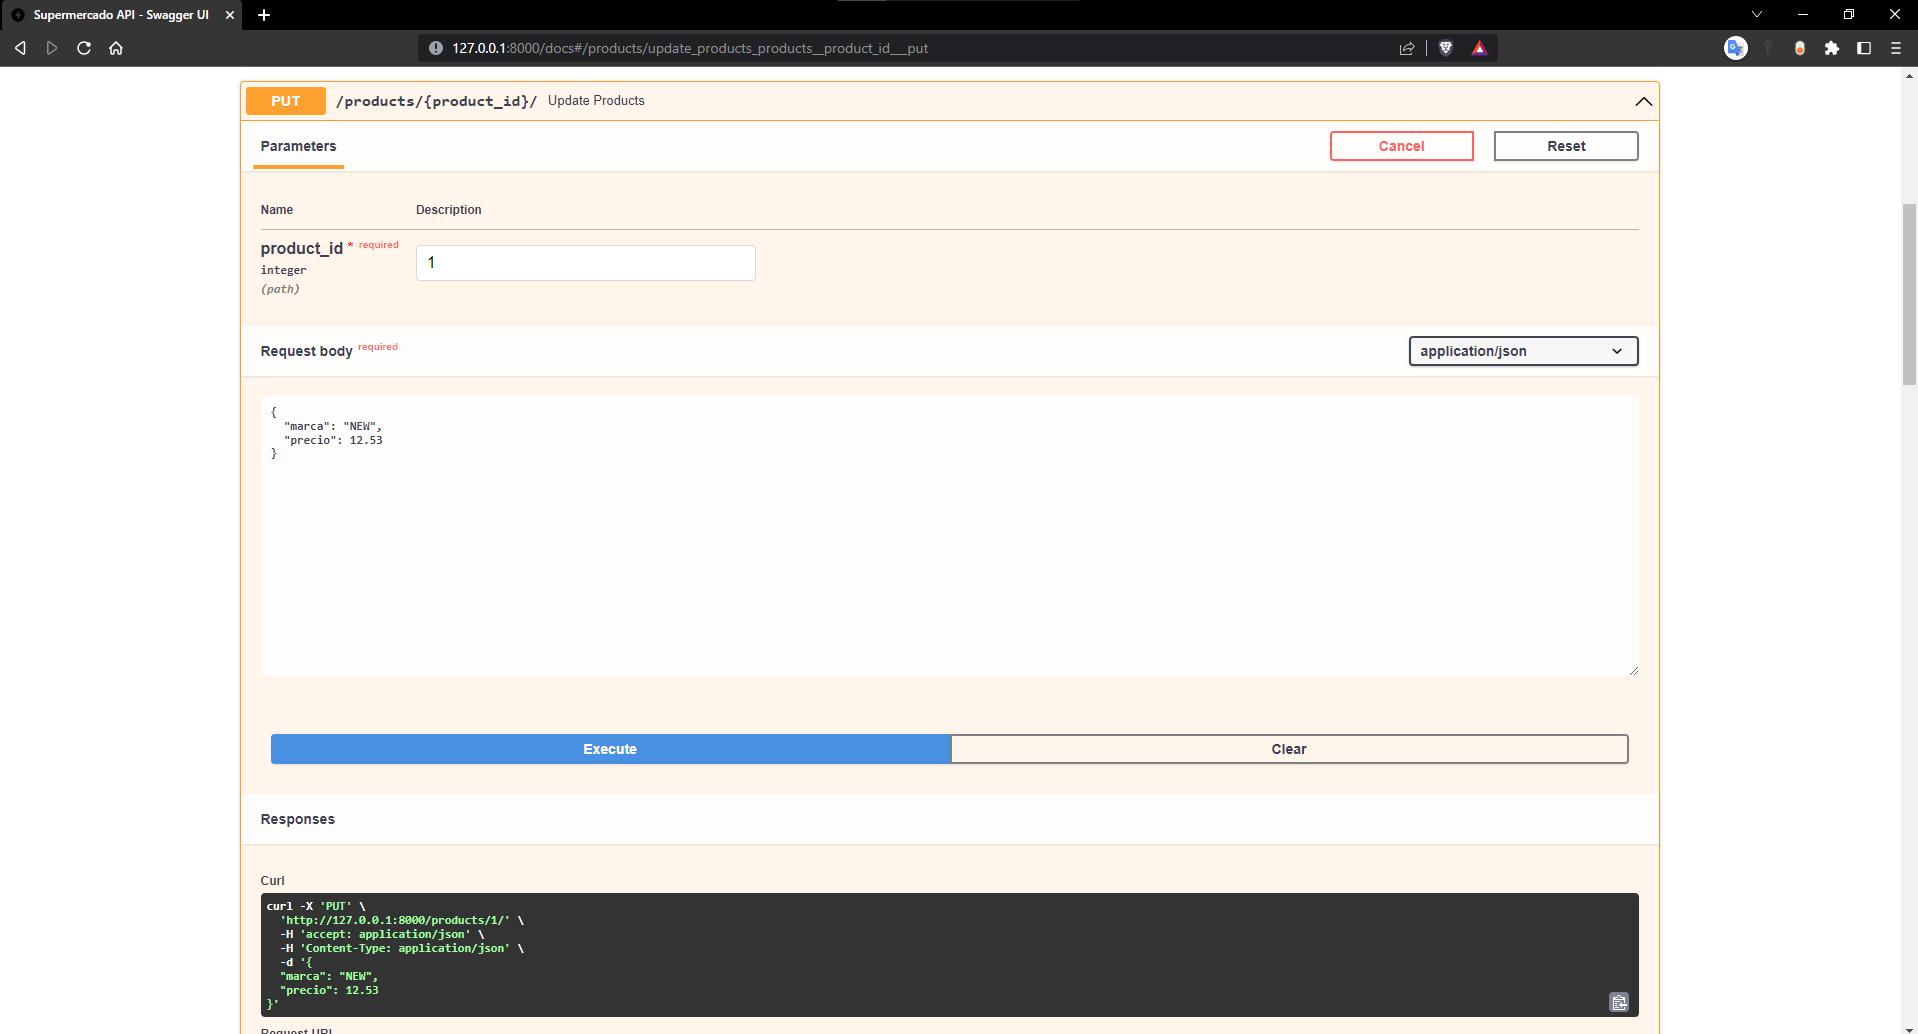 Supermercado API - Swagger UI
127.0.0.1:8000/docs#/products/update_products_products__product_id___put
PUT /products/{product_id}/ Update Products
Parameters
Cancel
Reset
Name Description
product_id * required
integer
(path)
1
Request body required
application/json
{
  "marca": "NEW",
  "precio": 12.53
}
Execute
Clear
Responses
Curl
curl -X 'PUT' \
  'http://127.0.0.1:8000/products/1/' \
  -H 'accept: application/json' \
  -H 'Content-Type: application/json' \
  -d '{
  "marca": "NEW",
  "precio": 12.53
}'
Request URL